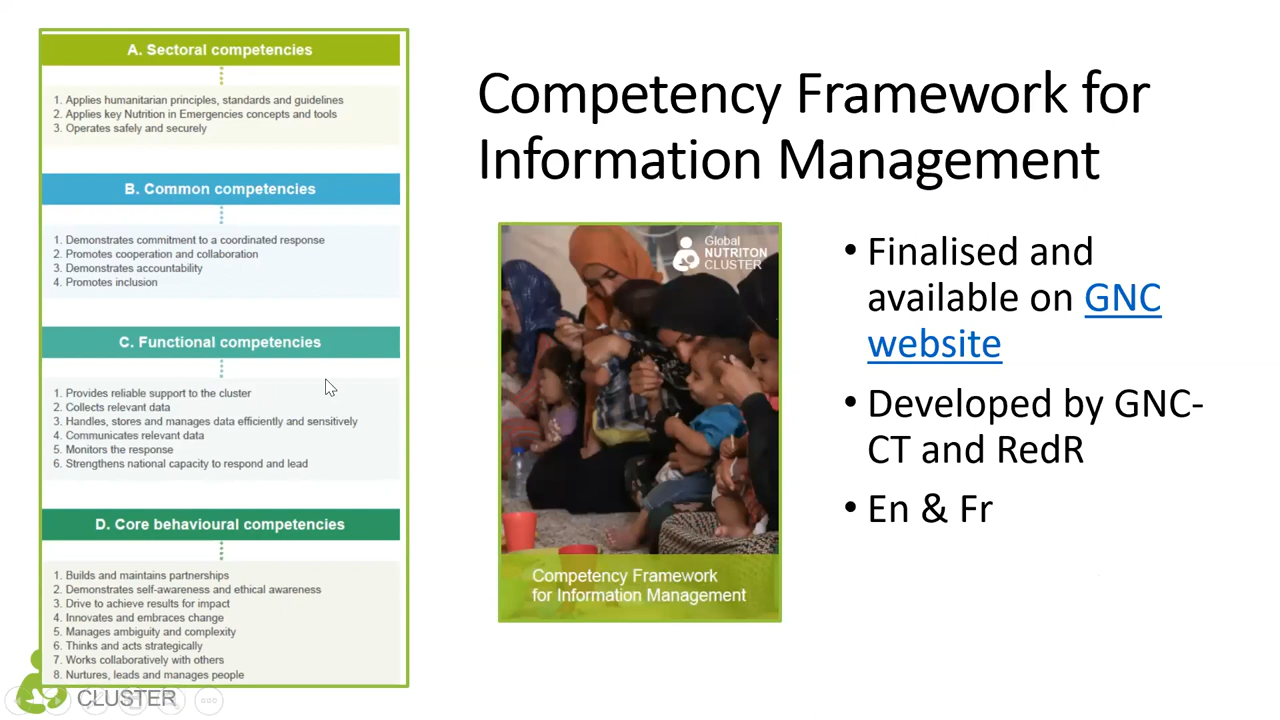 A. Sectoral competencies
1. Applies humanitarian principles, standards and guidelines
2. Applies key Nutrition in Emergencies concepts and tools
3. Operates safely and securely
B. Common competencies
1. Demonstrates commitment to a coordinated response
2. Promotes cooperation and collaboration
3. Demonstrates accountability
4. Promotes inclusion
C. Functional competencies
1. Provides reliable support to the cluster
2. Collects relevant data
3. Handles, stores and manages data efficiently and sensitively
4. Communicates relevant data
5. Monitors the response
6. Strengthens national capacity to respond and lead
D. Core behavioural competencies
1. Builds and maintains partnerships
2. Demonstrates self-awareness and ethical awareness
3. Drive to achieve results for impact
4. Innovates and embraces change
5. Manages ambiguity and complexity
6. Thinks and acts strategically
7. Works collaboratively with others
8. Nurtures, leads and manages people
CLUSTER
Competency Framework for
Information Management
Global
NUTRITON
CLUSTER
Competency Framework
for Information Management
• Finalised and
available on GNC
website
• Developed by GNC-
CT and RedR
• En & Fr